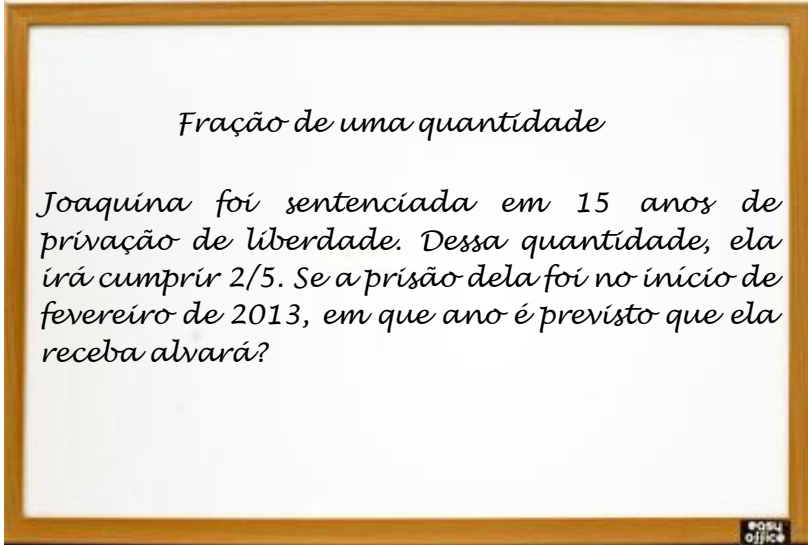 Fração de uma quantidade
Joaquina foi sentenciada em 15 anos de
privação de liberdade. Dessa quantidade, ela
irá cumprir 2/5. Se a prisão dela foi no início de
fevereiro de 2013, em que ano é previsto que ela
receba alvará?
easy
office